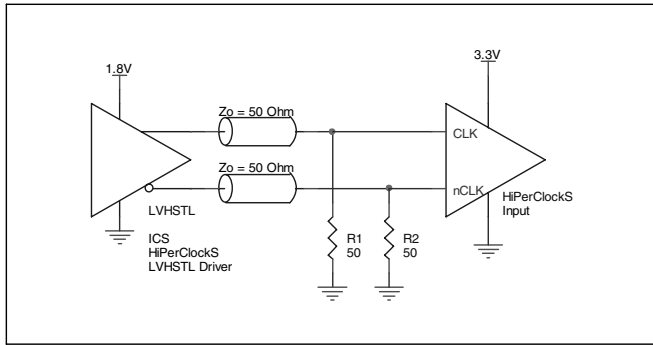 1.8V
3.3V
Zo = 50 Ohm
CLK
Zo = 50 Ohm
nCLK
HiPerClockS
Input
LVHSTL
ICS
HiPerClockS
LVHSTL Driver
R1
50
R2
50